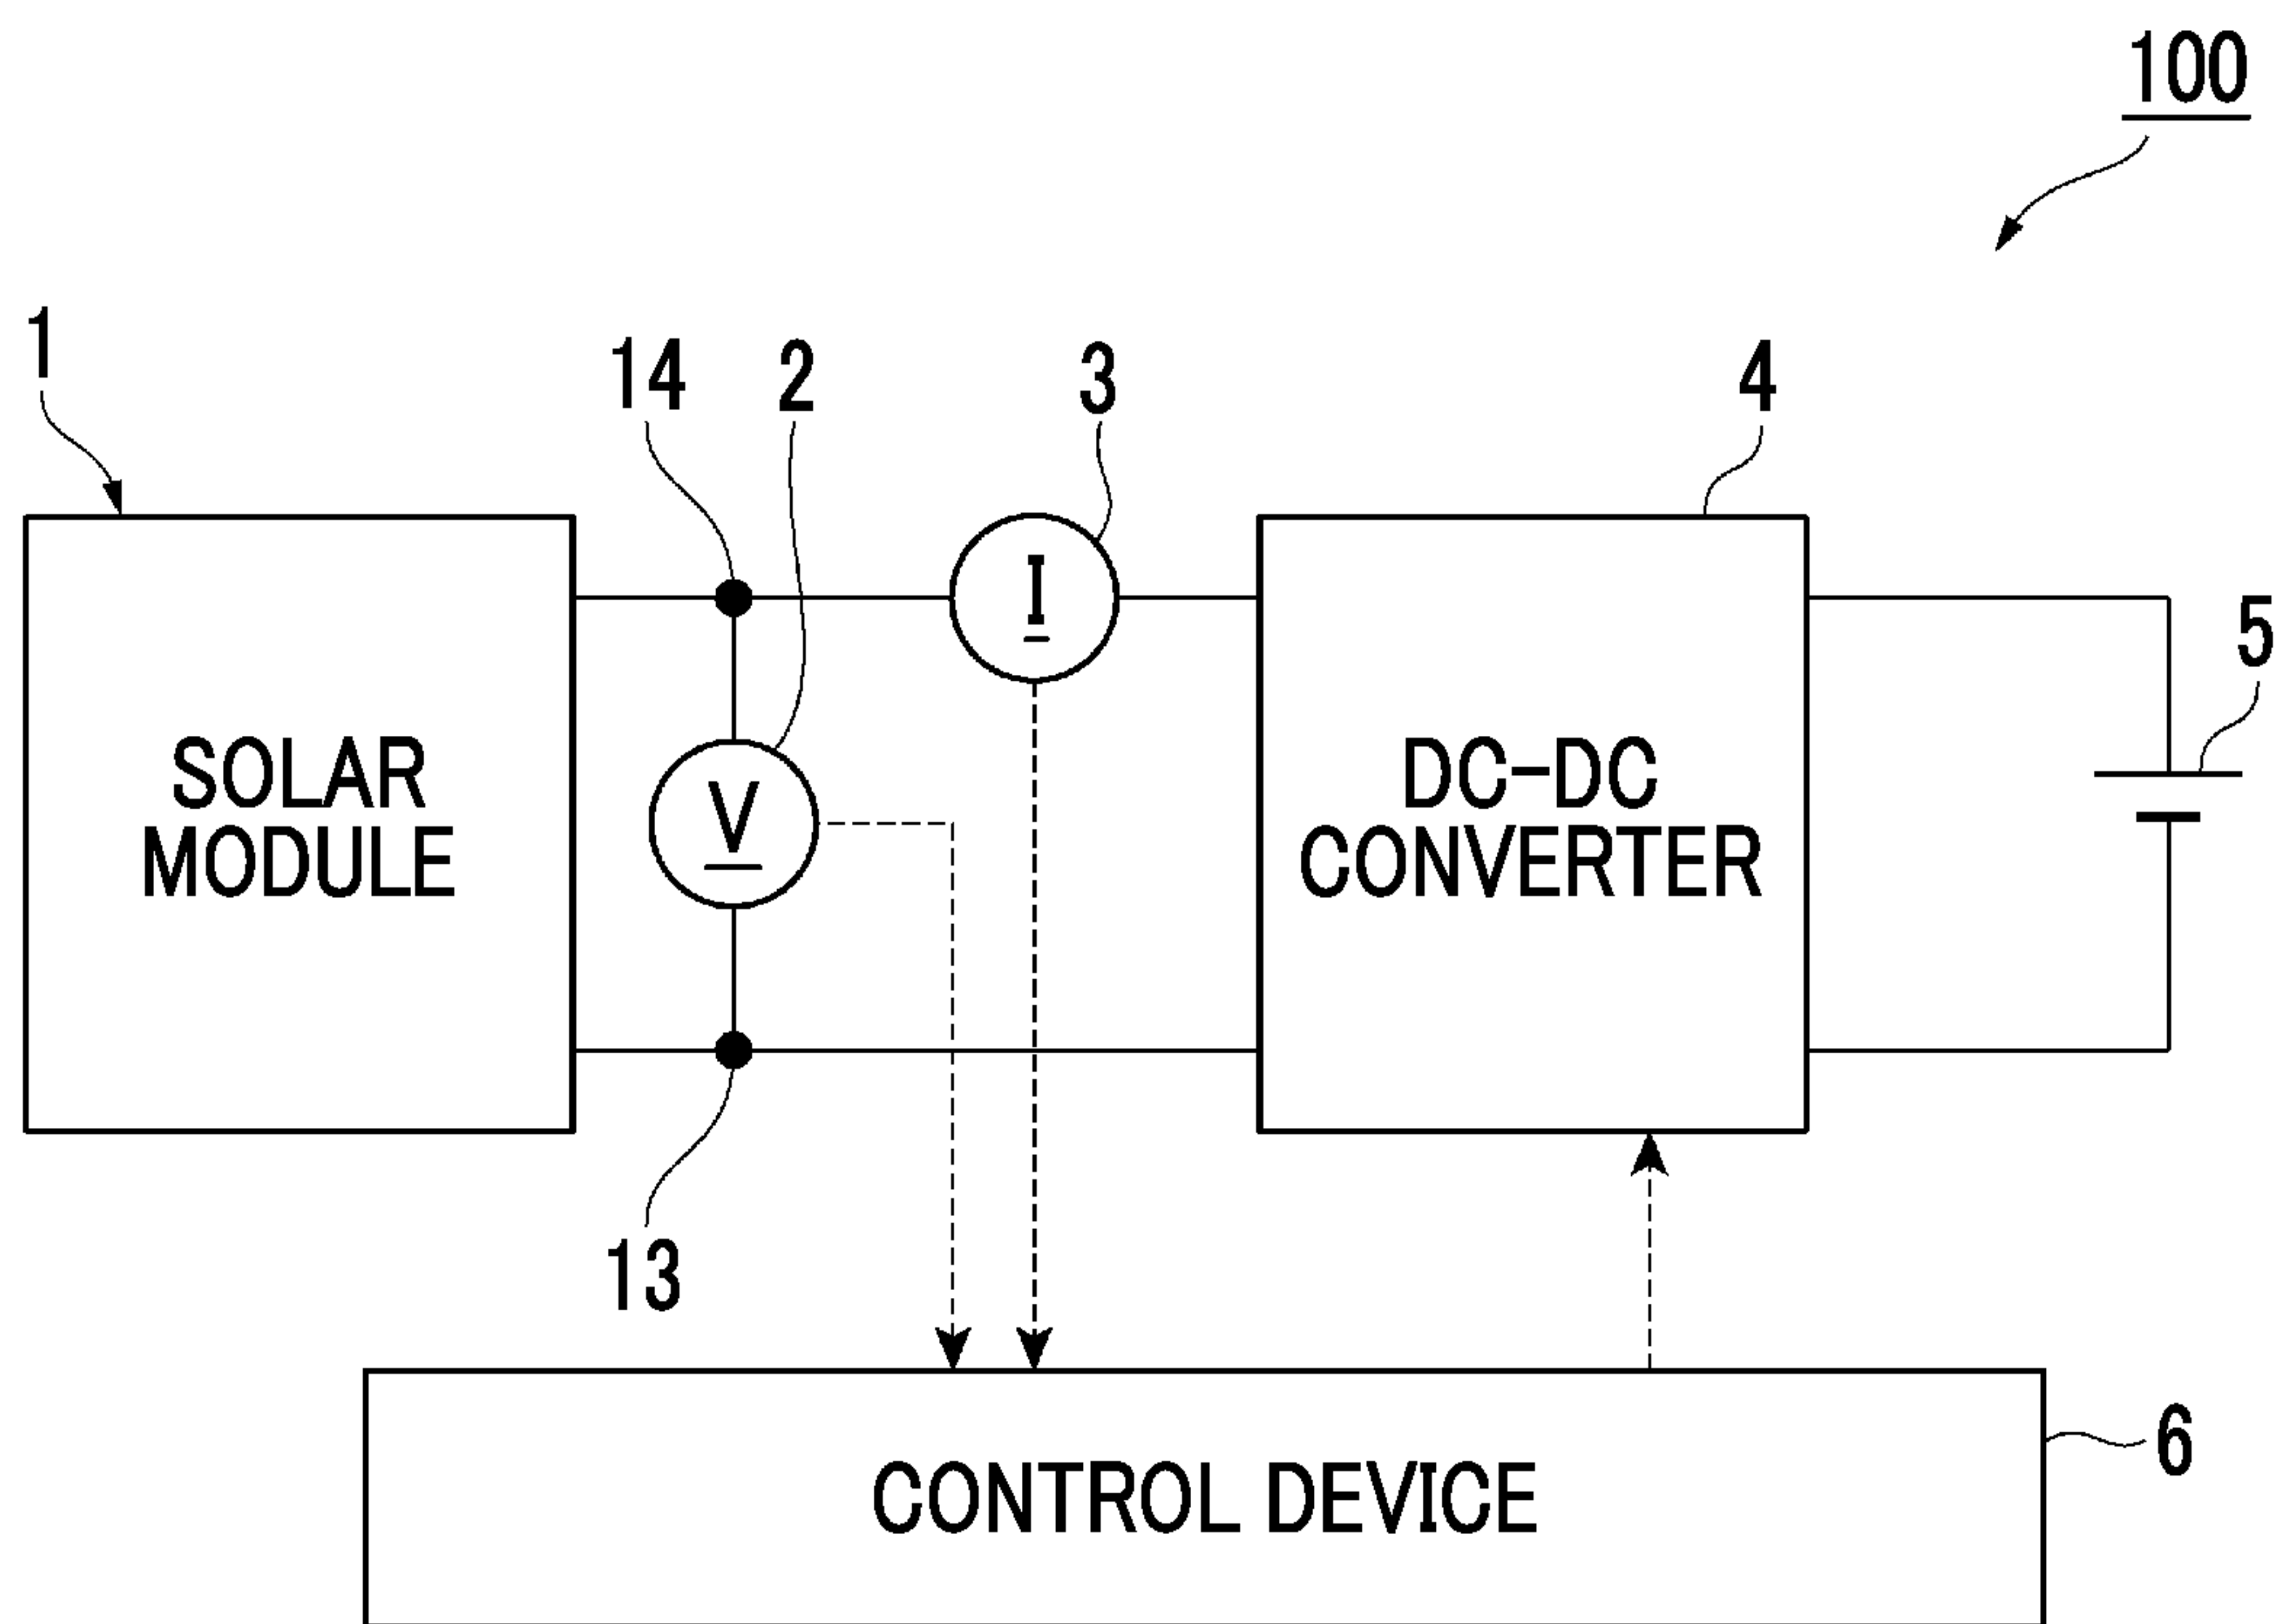 100
1
14
2
3
4
I
5
SOLAR
MODULE
V
DC-DC
CONVERTER
13
CONTROL DEVICE
6